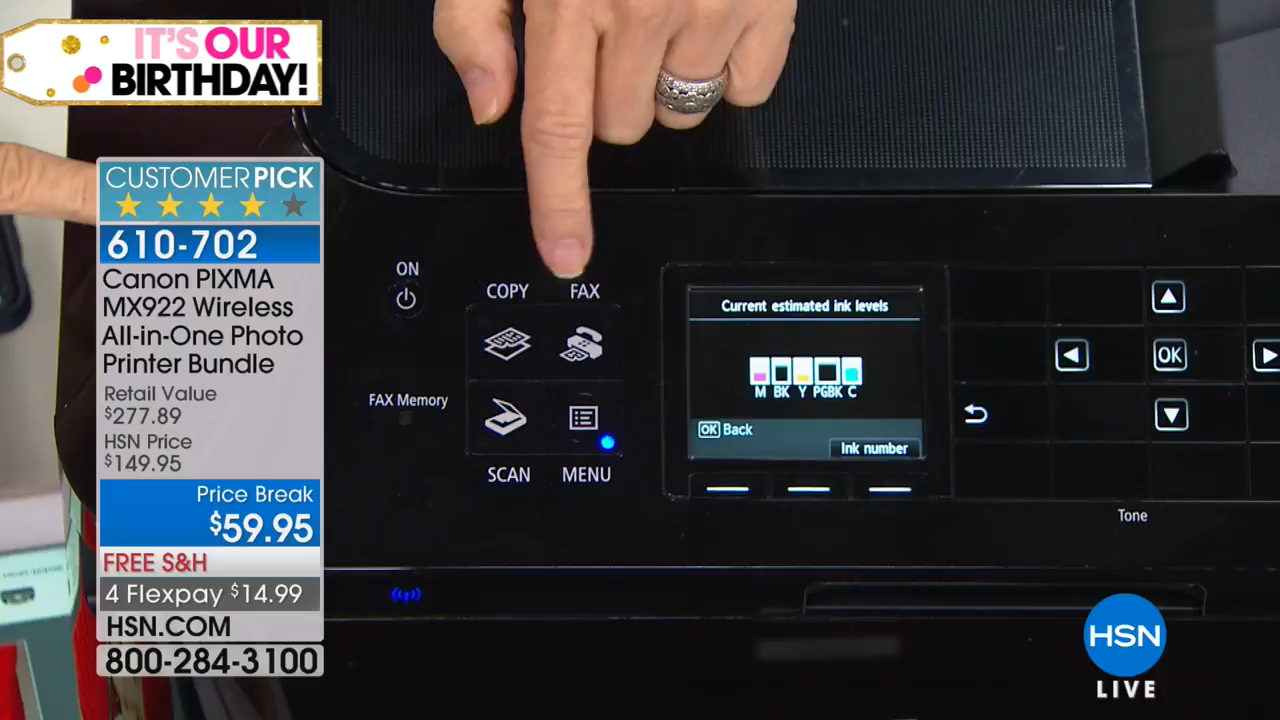 IT'S OUR
BIRTHDAY!
CUSTOMER PICK
610-702
Canon PIXMA
MX922 Wireless
All-in-One Photo
Printer Bundle
Retail Value
$277.89
HSN Price
$149.95
Price Break
$59.95
FREE S&H
4 Flexpay $14.99
HSN.COM
800-284-3100
ON
COPY FAX
FAX Memory
SCAN MENU
Current estimated ink levels
M BK Y PGBK C
OK Back
Ink number
OK
Tone
HSN
LIVE